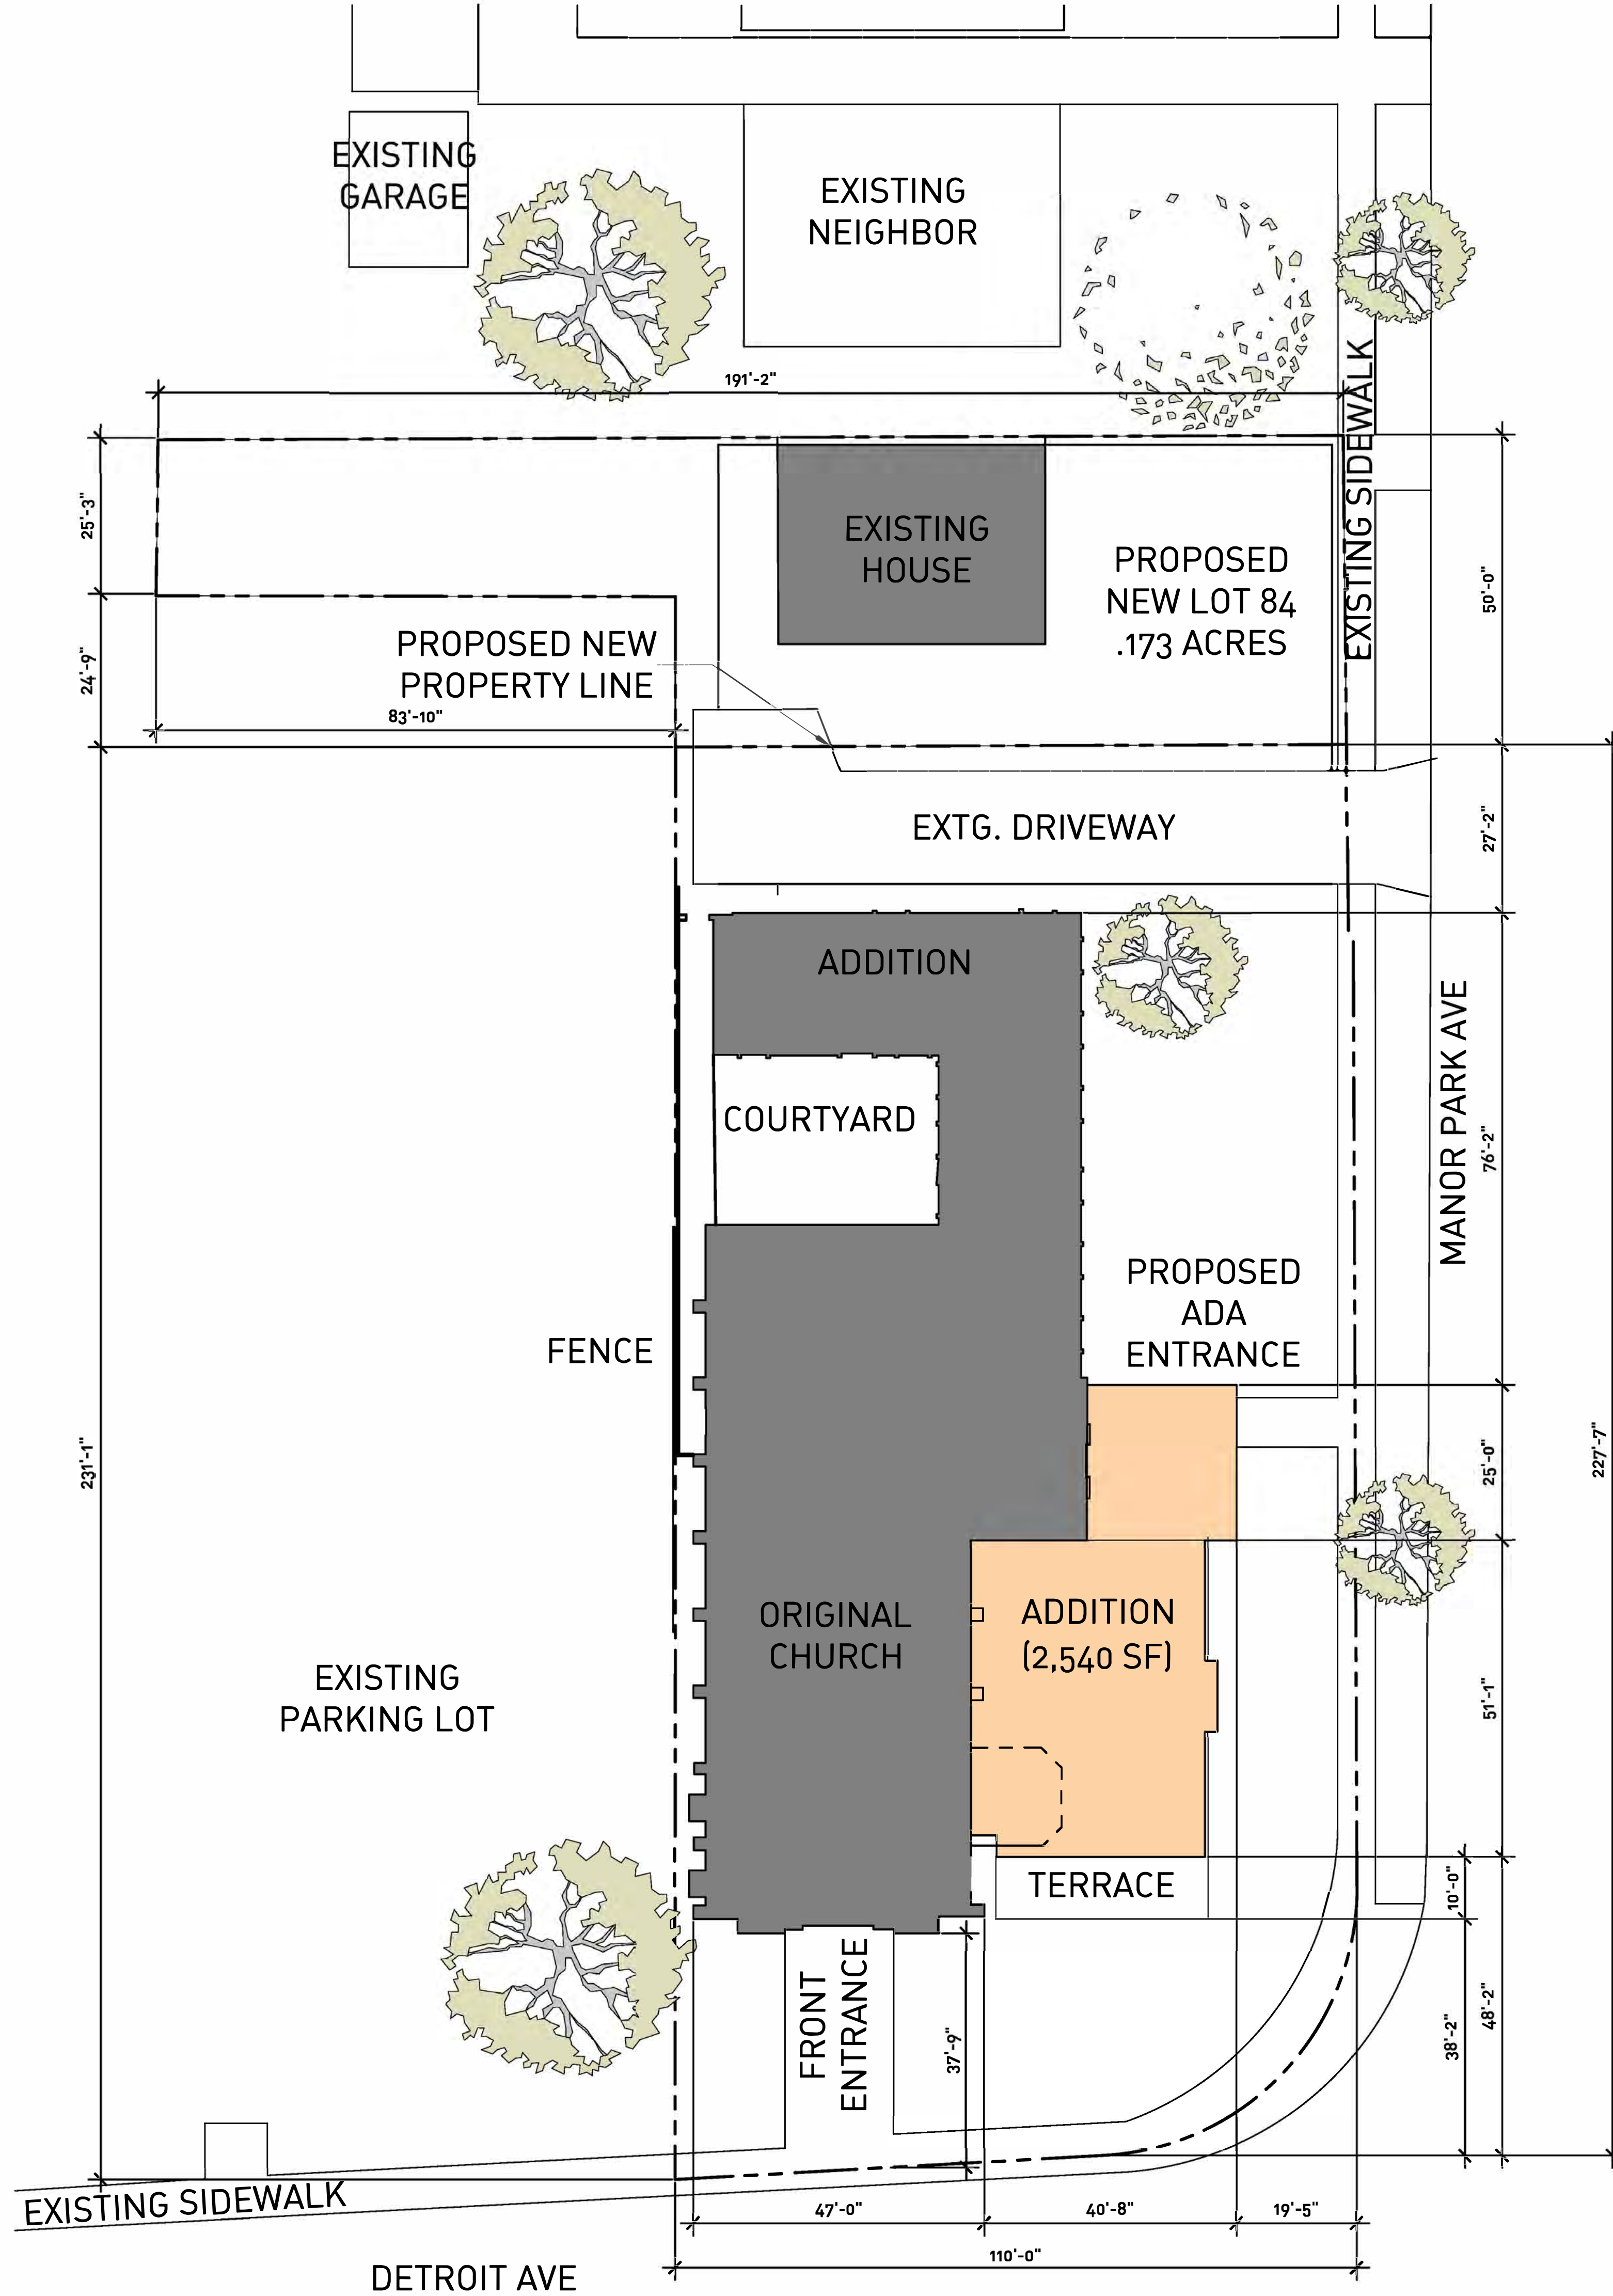 EXISTING
GARAGE
EXISTING
NEIGHBOR
191'-2"
EXISTING SIDEWALK
25'-3"
EXISTING
HOUSE
PROPOSED
NEW LOT 84
.173 ACRES
50'-0"
24'-9"
PROPOSED NEW
PROPERTY LINE
83'-10"
EXTG. DRIVEWAY
27'-2"
ADDITION
COURTYARD
MANOR PARK AVE
76'-2"
PROPOSED
ADA
ENTRANCE
FENCE
231'-1"
25'-0"
227'-7"
ORIGINAL
CHURCH
ADDITION
(2,540 SF)
EXISTING
PARKING LOT
51'-1"
TERRACE
10'-0"
FRONT
ENTRANCE
37'-9"
38'-2"
48'-2"
EXISTING SIDEWALK
47'-0"
40'-8"
19'-5"
110'-0"
DETROIT AVE